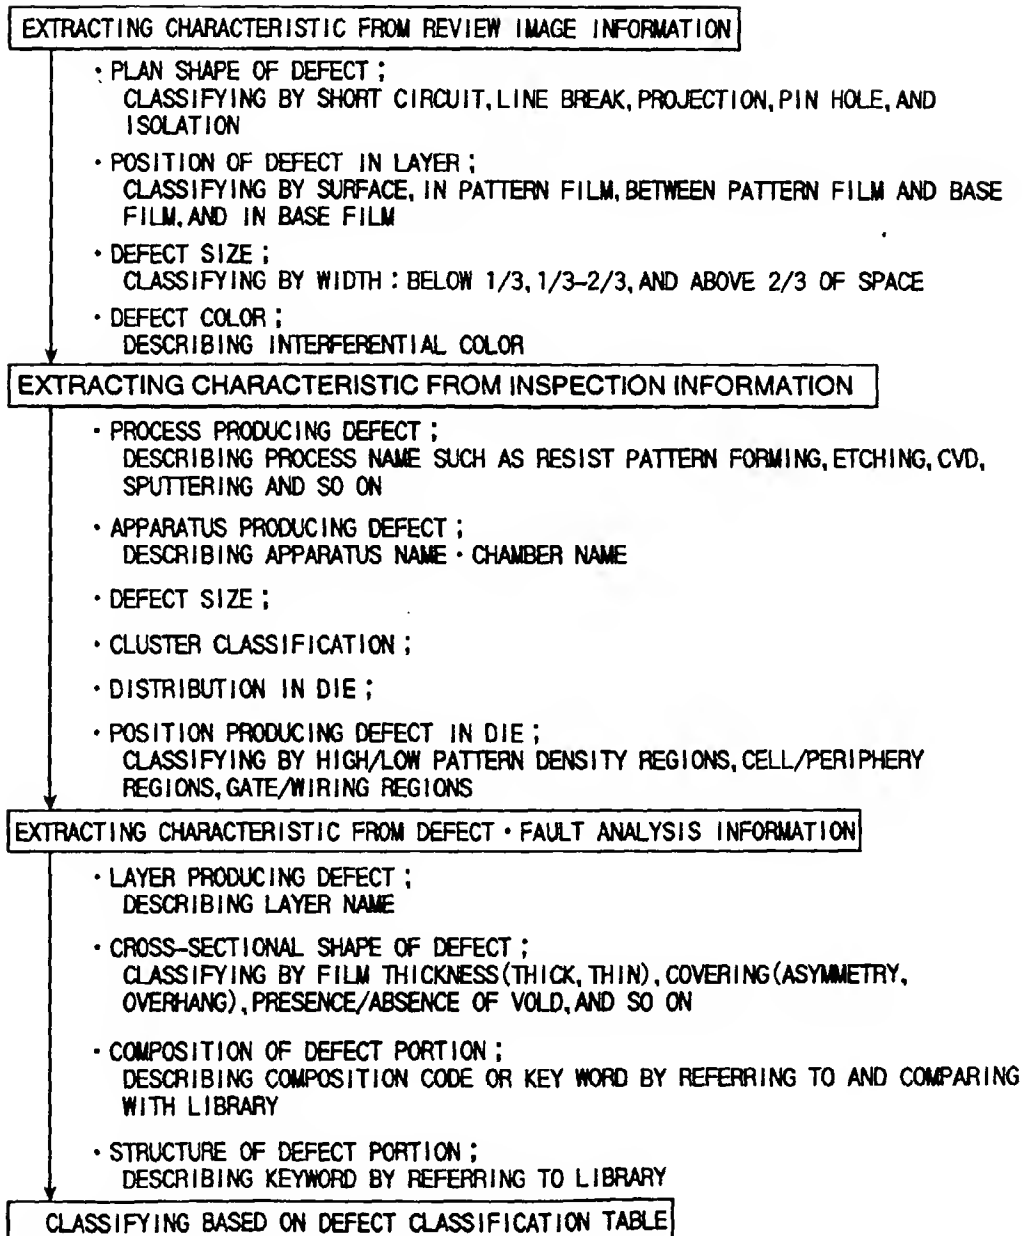 EXTRACTING CHARACTERISTIC FROM REVIEW IMAGE INFORMATION
• PLAN SHAPE OF DEFECT ;
CLASSIFYING BY SHORT CIRCUIT, LINE BREAK, PROJECTION, PIN HOLE, AND
ISOLATION
• POSITION OF DEFECT IN LAYER ;
CLASSIFYING BY SURFACE, IN PATTERN FILM, BETWEEN PATTERN FILM AND BASE
FILM, AND IN BASE FILM
• DEFECT SIZE ;
CLASSIFYING BY WIDTH : BELOW 1/3, 1/3-2/3, AND ABOVE 2/3 OF SPACE
• DEFECT COLOR ;
DESCRIBING INTERFERENTIAL COLOR
EXTRACTING CHARACTERISTIC FROM INSPECTION INFORMATION
• PROCESS PRODUCING DEFECT ;
DESCRIBING PROCESS NAME SUCH AS RESIST PATTERN FORMING, ETCHING, CVD,
SPUTTERING AND SO ON
• APPARATUS PRODUCING DEFECT ;
DESCRIBING APPARATUS NAME • CHAMBER NAME
• DEFECT SIZE ;
• CLUSTER CLASSIFICATION ;
• DISTRIBUTION IN DIE ;
• POSITION PRODUCING DEFECT IN DIE ;
CLASSIFYING BY HIGH/LOW PATTERN DENSITY REGIONS, CELL/PERIPHERY
REGIONS, GATE/WIRING REGIONS
EXTRACTING CHARACTERISTIC FROM DEFECT • FAULT ANALYSIS INFORMATION
• LAYER PRODUCING DEFECT ;
DESCRIBING LAYER NAME
• CROSS-SECTIONAL SHAPE OF DEFECT ;
CLASSIFYING BY FILM THICKNESS(THICK, THIN), COVERING(ASYMMETRY,
OVERHANG), PRESENCE/ABSENCE OF VOLD, AND SO ON
• COMPOSITION OF DEFECT PORTION ;
DESCRIBING COMPOSITION CODE OR KEY WORD BY REFERRING TO AND COMPARING
WITH LIBRARY
• STRUCTURE OF DEFECT PORTION ;
DESCRIBING KEYWORD BY REFERRING TO LIBRARY
CLASSIFYING BASED ON DEFECT CLASSIFICATION TABLE